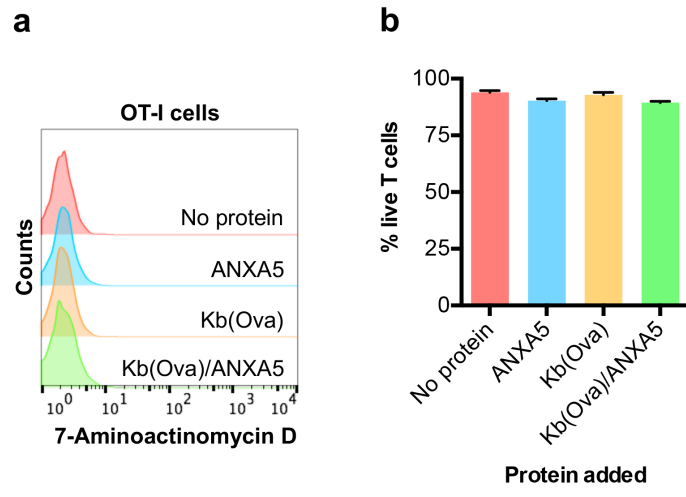 a
OT-I cells
Counts
No protein
ANXA5
Kb(Ova)
Kb(Ova)/ANXA5
10^0 10^1 10^2 10^3 10^4
7-Aminoactinomycin D
b
% live T cells
100
75
50
25
0
No protein
ANXA5
Kb(Ova)
Kb(Ova)/ANXA5
Protein added